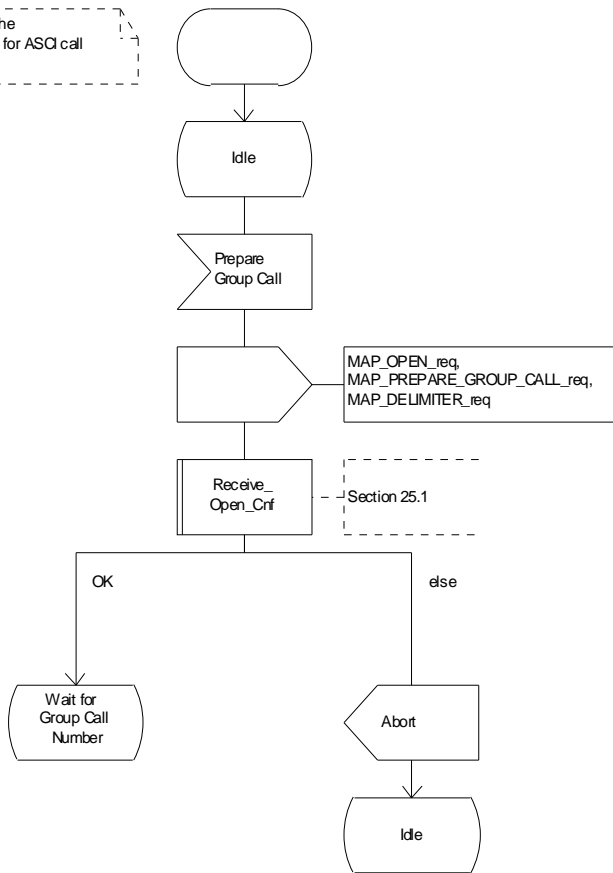 he
for ASCI call
Idle
Prepare
Group Call
MAP_OPEN_req,
MAP_PREPARE_GROUP_CALL_req,
MAP_DELIMITER_req
Receive_
Open_Cnf
Section 25.1
OK
else
Wait for
Group Call
Number
Abort
Idle